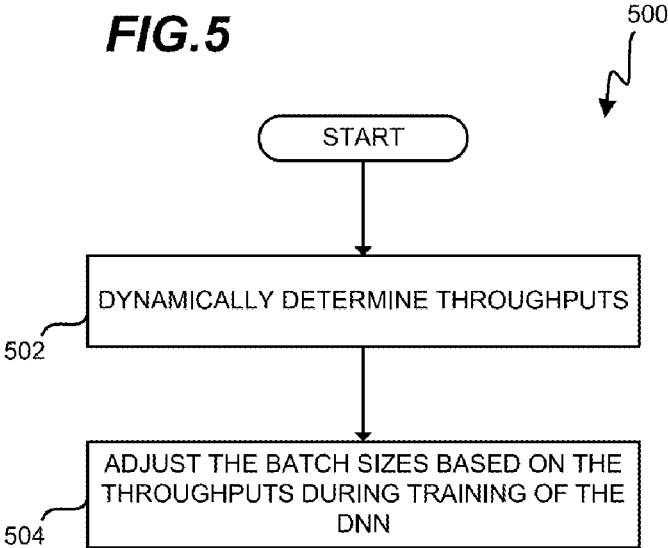 FIG.5
500
START
DYNAMICALLY DETERMINE THROUGHPUTS
502
ADJUST THE BATCH SIZES BASED ON THE
THROUGHPUTS DURING TRAINING OF THE
DNN
504